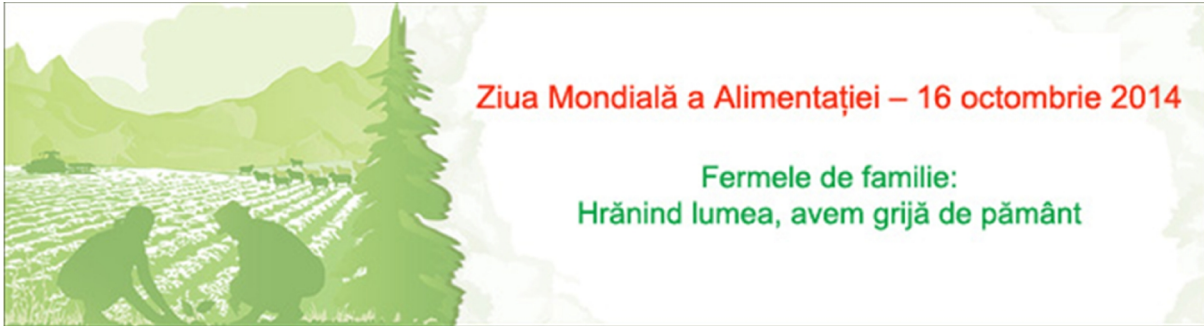 Ziua Mondială a Alimentației – 16 octombrie 2014
Fermele de familie:
Hrănind lumea, avem grijă de pământ